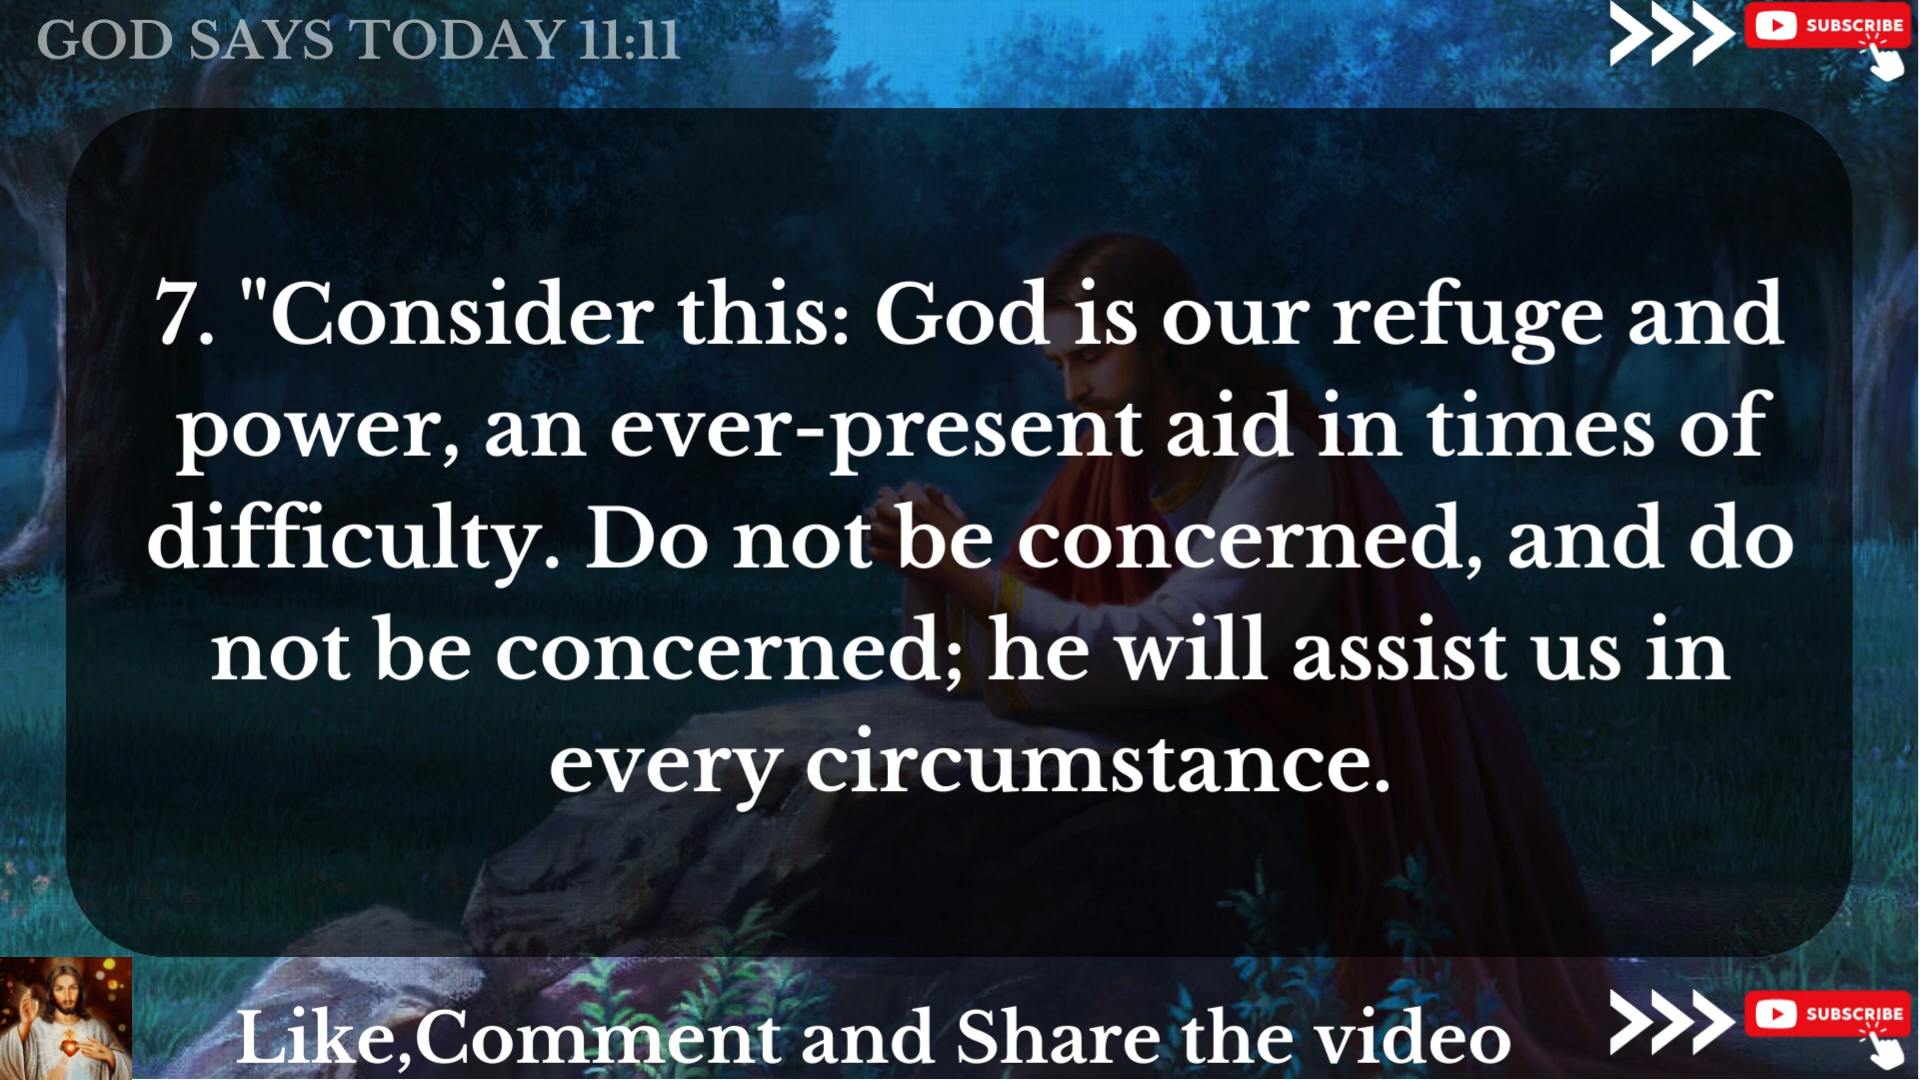 GOD SAYS TODAY 11:11
SUBSCRIBE
7. "Consider this: God is our refuge and
power, an ever-present aid in times of
difficulty. Do not be concerned, and do
not be concerned; he will assist us in
every circumstance.
Like,Comment and Share the video
SUBSCRIBE